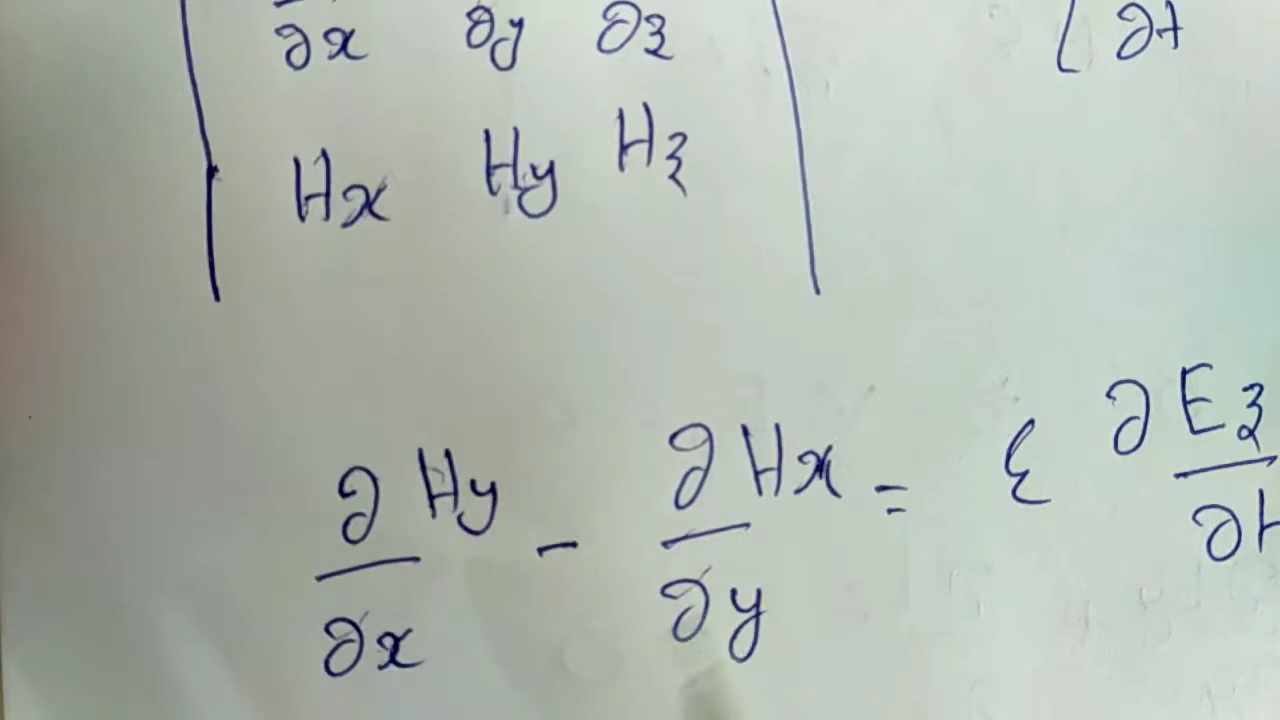 ∂x ∂y ∂z | [ ∂t
| Hx Hy Hz |
∂Hy/∂x - ∂Hx/∂y = ε ∂Ez/∂t